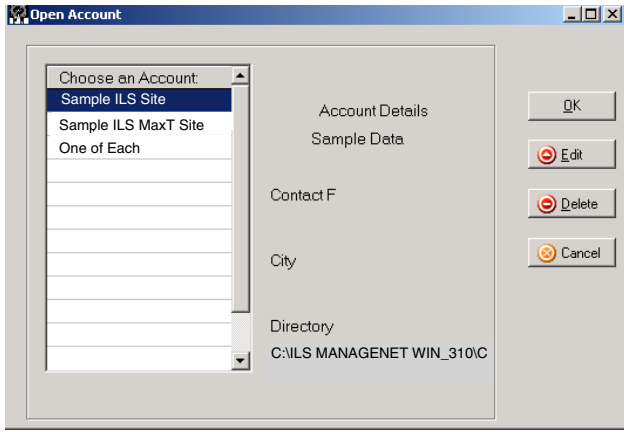 Open Account
Choose an Account:
Sample ILS Site
Sample ILS MaxT Site
One of Each
Account Details
Sample Data
Contact F
City
Directory
C:\ILS MANAGENET WIN_310\C
OK
Edit
Delete
Cancel